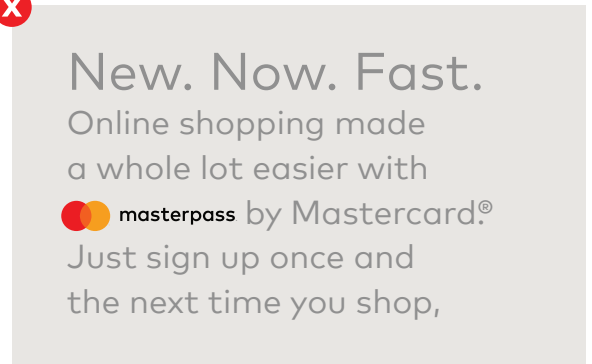 X
New. Now. Fast.
Online shopping made
a whole lot easier with
masterpass by Mastercard.®
Just sign up once and
the next time you shop,